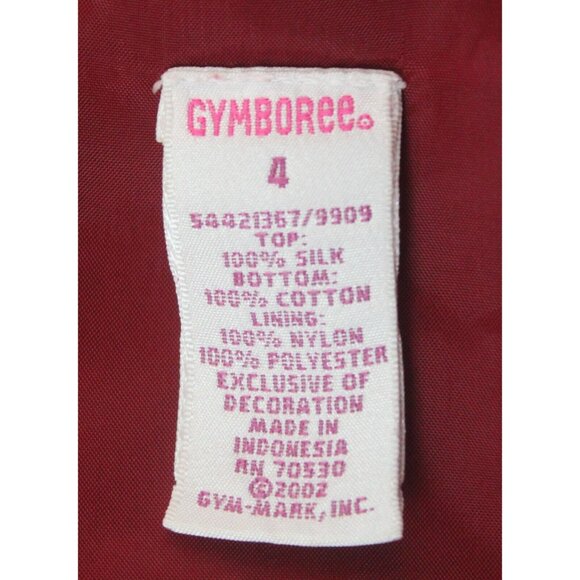 GYMBORee®
4
54421367/9909
TOP:
100% SILK
BOTTOM:
100% COTTON
LINING:
100% NYLON
100% POLYESTER
EXCLUSIVE OF
DECORATION
MADE IN
INDONESIA
RN 70530
©2002
GYM-MARK, INC.